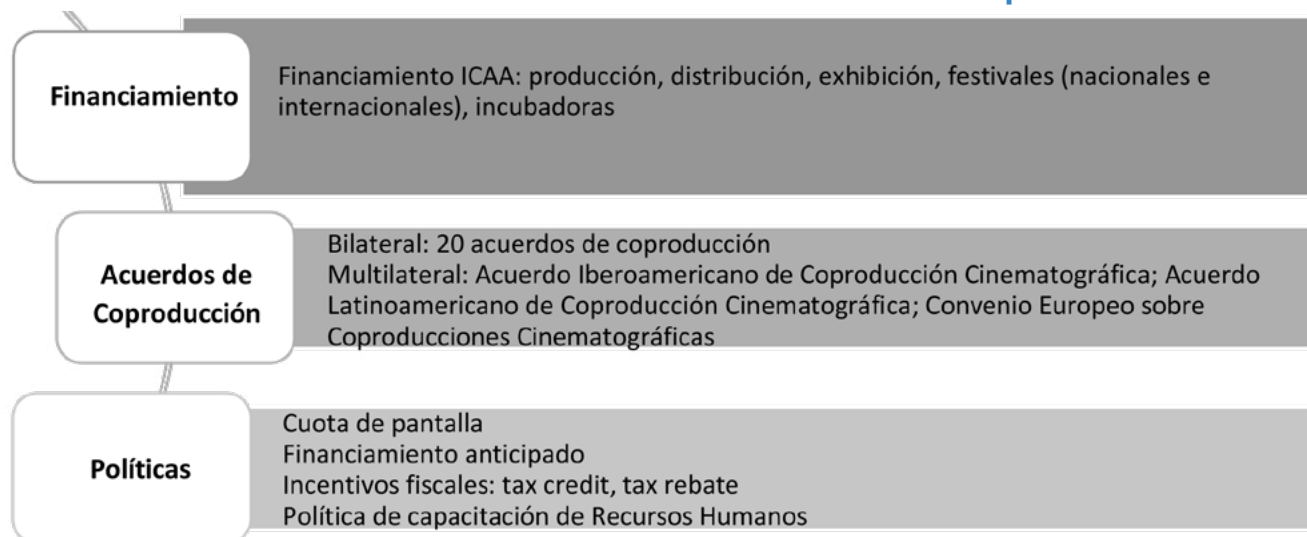 Financiamiento
Financiamiento ICAA: producción, distribución, exhibición, festivales (nacionales e
internacionales), incubadoras
Acuerdos de
Coproducción
Bilateral: 20 acuerdos de coproducción
Multilateral: Acuerdo Iberoamericano de Coproducción Cinematográfica; Acuerdo
Latinoamericano de Coproducción Cinematográfica; Convenio Europeo sobre
Coproducciones Cinematográficas
Políticas
Cuota de pantalla
Financiamiento anticipado
Incentivos fiscales: tax credit, tax rebate
Política de capacitación de Recursos Humanos